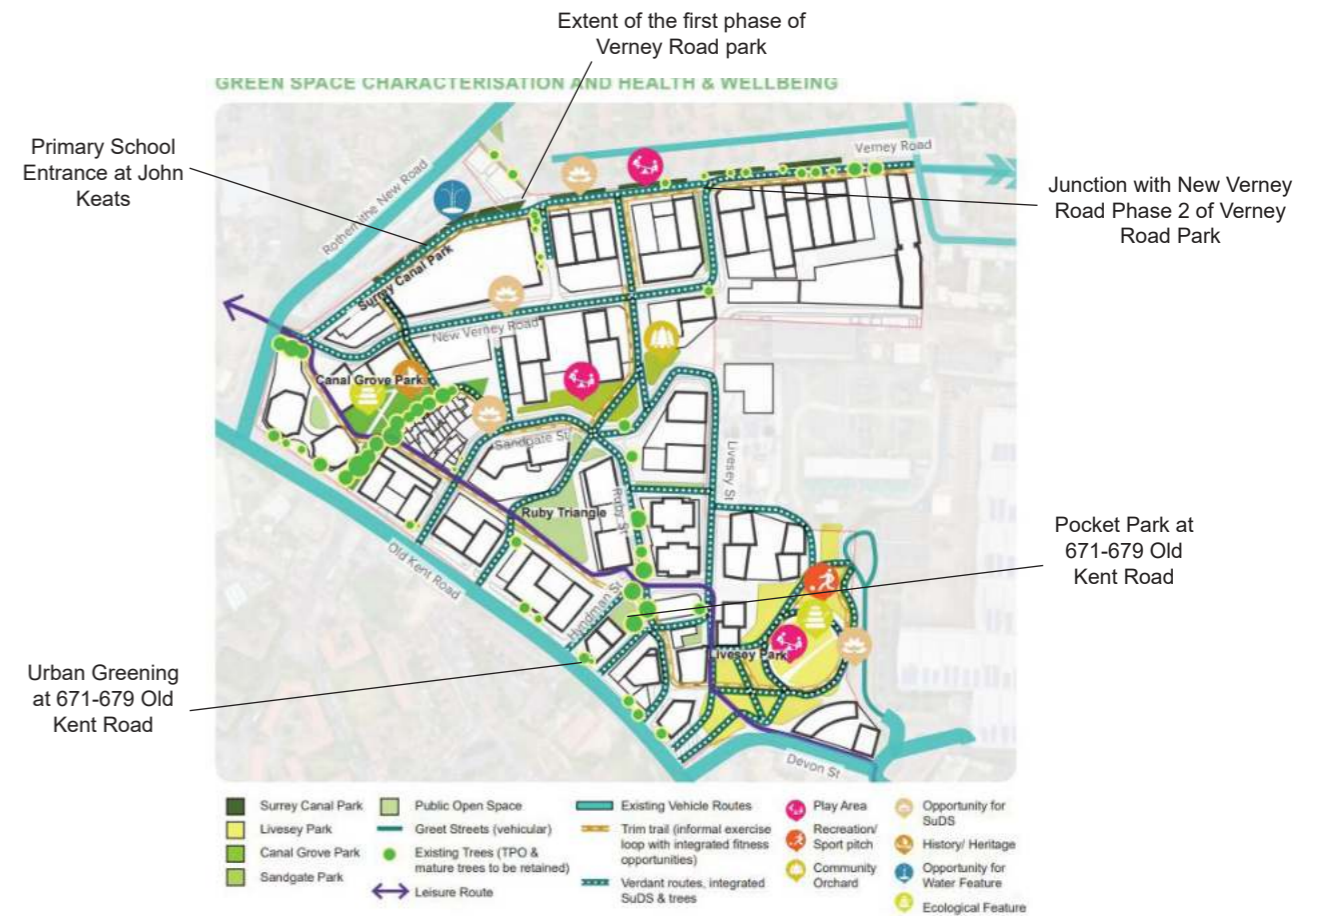 Extent of the first phase of
Verney Road park
GREEN SPACE CHARACTERISATION AND HEALTH & WELLBEING
Primary School
Entrance at John
Keats
Junction with New Verney
Road Phase 2 of Verney
Road Park
Pocket Park at
671-679 Old
Kent Road
Urban Greening
at 671-679 Old
Kent Road
Verney Road
Rotherhithe New Road
Surrey Canal Park
New Verney Road
Canal Grove Park
Sandgate St
Livesey St
Ruby Triangle
Ruby St
Old Kent Road
Hyndman St
Livesey Park
Devon St
Surrey Canal Park
Livesey Park
Canal Grove Park
Sandgate Park
Public Open Space
Greet Streets (vehicular)
Existing Trees (TPO &
mature trees to be retained)
Leisure Route
Existing Vehicle Routes
Trim trail (informal exercise
loop with integrated fitness
opportunities)
Verdant routes, integrated
SuDS & trees
Play Area
Recreation/
Sport pitch
Community
Orchard
Opportunity for
SuDS
History/ Heritage
Opportunity for
Water Feature
Ecological Feature